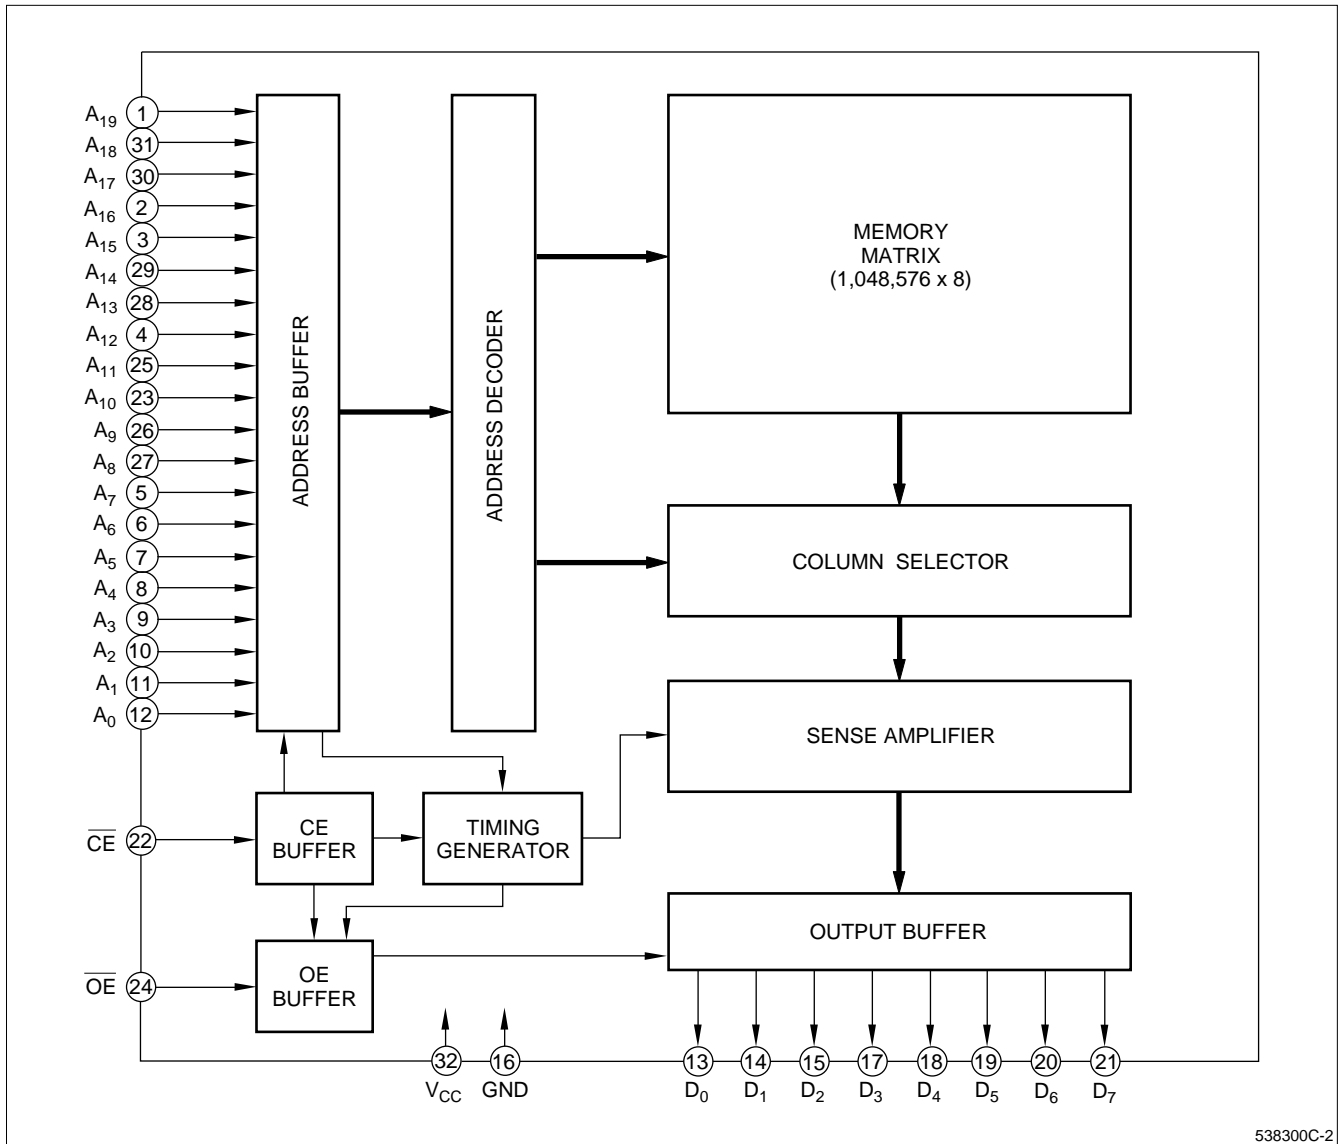 A19 1
A18 31
A17 30
A16 2
A15 3
A14 29
A13 28
A12 4
A11 25
A10 23
A9 26
A8 27
A7 5
A6 6
A5 7
A4 8
A3 9
A2 10
A1 11
A0 12
CE 22
OE 24
ADDRESS BUFFER
ADDRESS DECODER
MEMORY
MATRIX
(1,048,576 x 8)
COLUMN SELECTOR
SENSE AMPLIFIER
CE
BUFFER
TIMING
GENERATOR
OE
BUFFER
OUTPUT BUFFER
32 16 13 14 15 17 18 19 20 21
VCC GND D0 D1 D2 D3 D4 D5 D6 D7
538300C-2